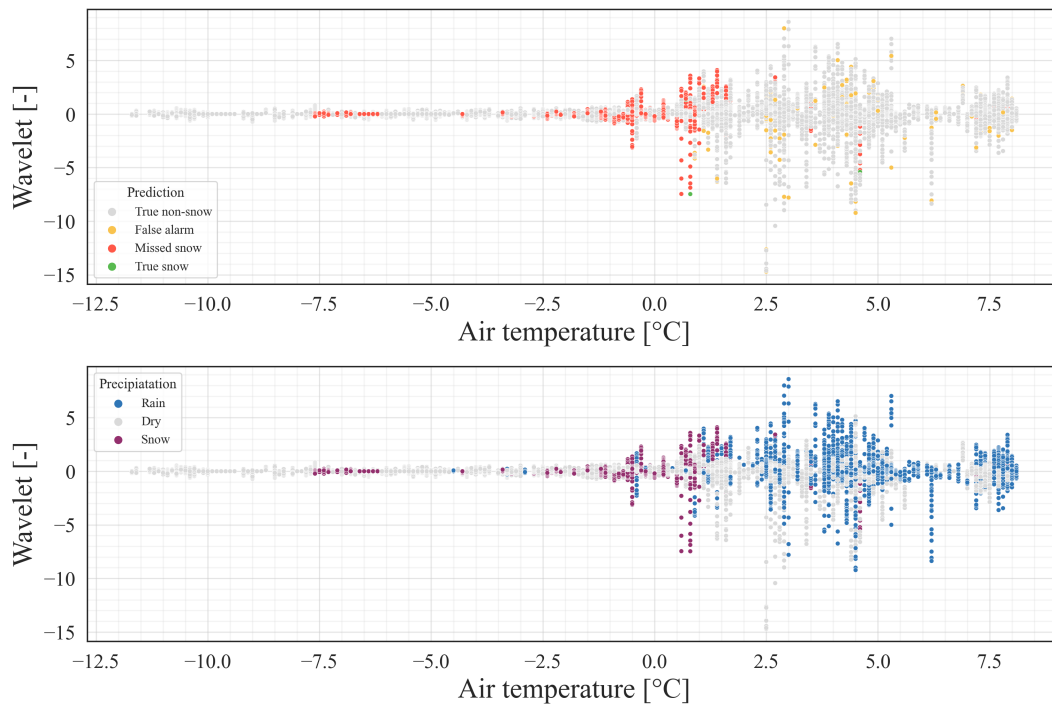 5
0
−5
−10
−15
Wavelet [-]
Prediction
True non-snow
False alarm
Missed snow
True snow
−12.5 −10.0 −7.5 −5.0 −2.5 0.0 2.5 5.0 7.5
Air temperature [°C]
5
0
−5
−10
−15
Wavelet [-]
Precipiatation
Rain
Dry
Snow
−12.5 −10.0 −7.5 −5.0 −2.5 0.0 2.5 5.0 7.5
Air temperature [°C]